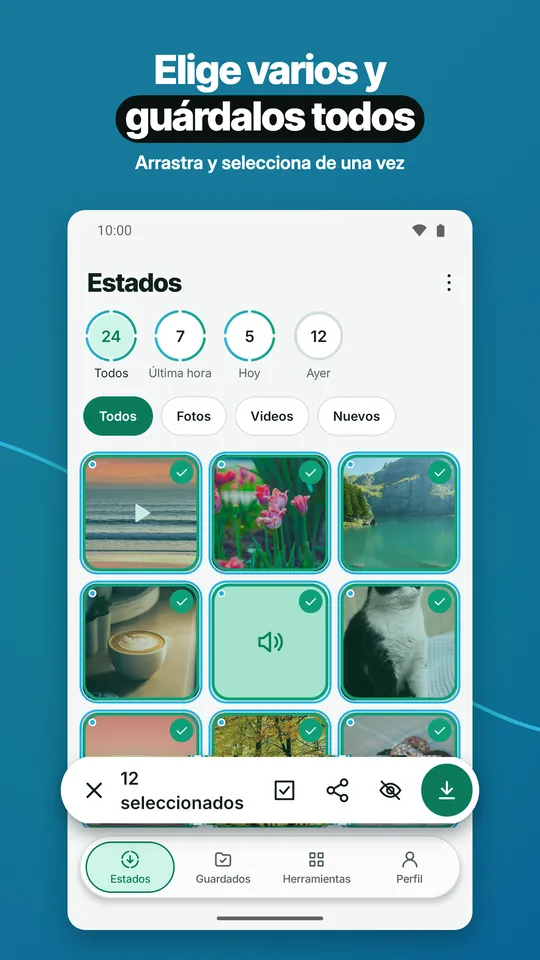 Elige varios y
guárdalos todos
Arrastra y selecciona de una vez
10:00
Estados
24
7
5
12
Todos
Última hora
Hoy
Ayer
Todos
Fotos
Videos
Nuevos
12
seleccionados
Estados
Guardados
Herramientas
Perfil